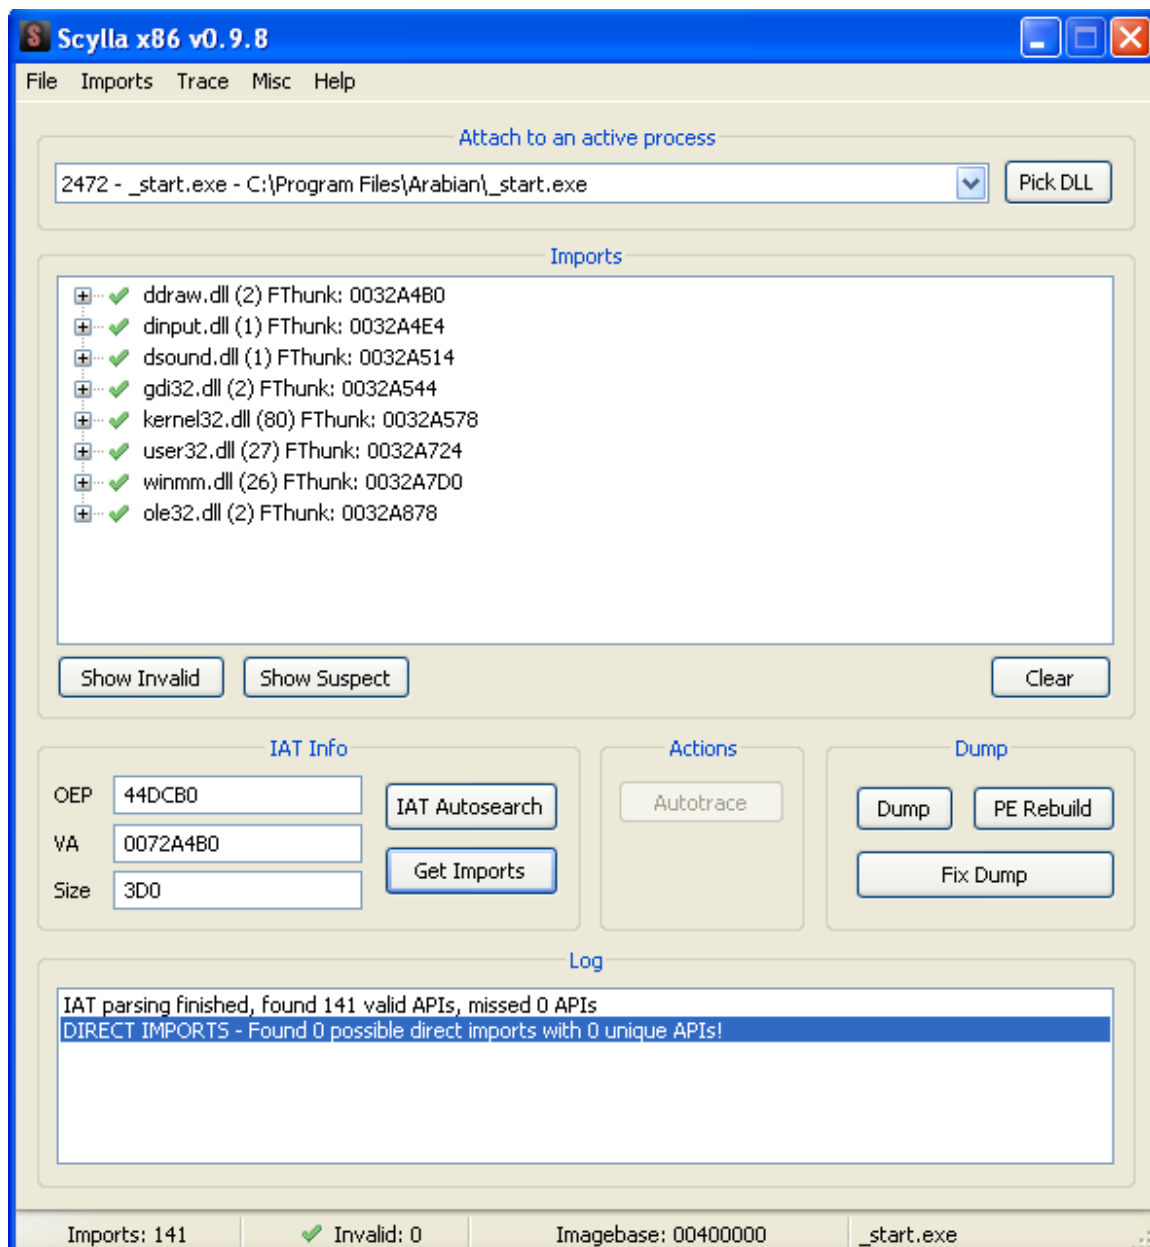 Scylla x86 v0.9.8
File Imports Trace Misc Help
Attach to an active process
2472 - _start.exe - C:\Program Files\Arabian\_start.exe Pick DLL
Imports
ddraw.dll (2) FThunk: 0032A4B0
dinput.dll (1) FThunk: 0032A4E4
dsound.dll (1) FThunk: 0032A514
gdi32.dll (2) FThunk: 0032A544
kernel32.dll (80) FThunk: 0032A578
user32.dll (27) FThunk: 0032A724
winmm.dll (26) FThunk: 0032A7D0
ole32.dll (2) FThunk: 0032A878
Show Invalid Show Suspect Clear
IAT Info Actions Dump
OEP 44DCB0 IAT Autosearch Autotrace Dump PE Rebuild
VA 0072A4B0
Size 3D0 Get Imports Fix Dump
Log
IAT parsing finished, found 141 valid APIs, missed 0 APIs
DIRECT IMPORTS - Found 0 possible direct imports with 0 unique APIs!
Imports: 141 Invalid: 0 Imagebase: 00400000 _start.exe